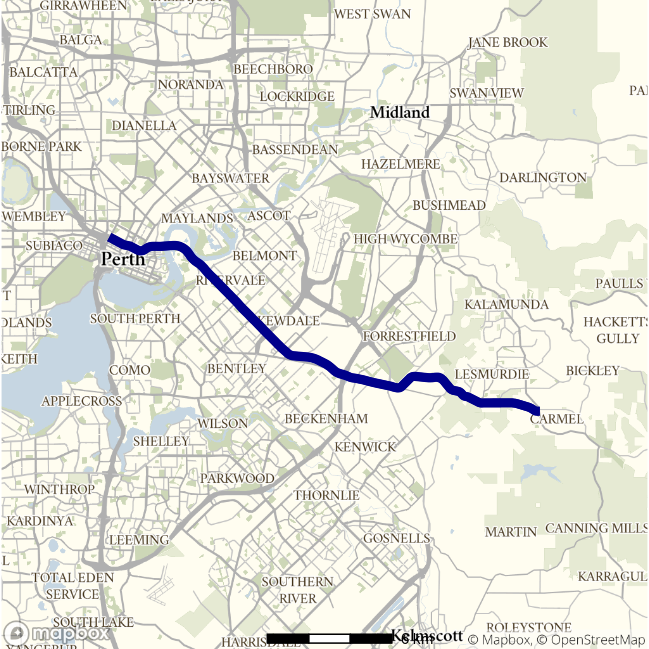 GIRRAWHEEN
WEST SWAN
BALGA
JANE BROOK
BALCATTA
BEECHBORO
NORANDA
SWAN VIEW
LOCKRIDGE
TIRLING
Midland
DIANELLA
BORNE PARK
BASSENDEAN
HAZELMERE
BAYSWATER
DARLINGTON
BUSHMEAD
WEMBLEY
MAYLANDS
ASCOT
SUBIACO
HIGH WYCOMBE
Perth
BELMONT
RIVERVALE
PAULLS
T
KALAMUNDA
SOUTH PERTH
KEWDALE
DLANDS
HACKETTS
GULLY
FORRESTFIELD
KEITH
COMO
BENTLEY
LESMURDIE
BICKLEY
APPLECROSS
BECKENHAM
CARMEL
WILSON
SHELLEY
KENWICK
PARKWOOD
WINTHROP
THORNLIE
KARDINYA
MARTIN
CANNING MILLS
LEEMING
GOSNELLS
L
TOTAL EDEN
SERVICE
KARRAGUL
SOUTHERN
RIVER
SOUTH LAKE
ROLEYSTONE
mapbox
HARRISDALE
Kelmscott
© Mapbox, © OpenStreetMap
YANGEBUP